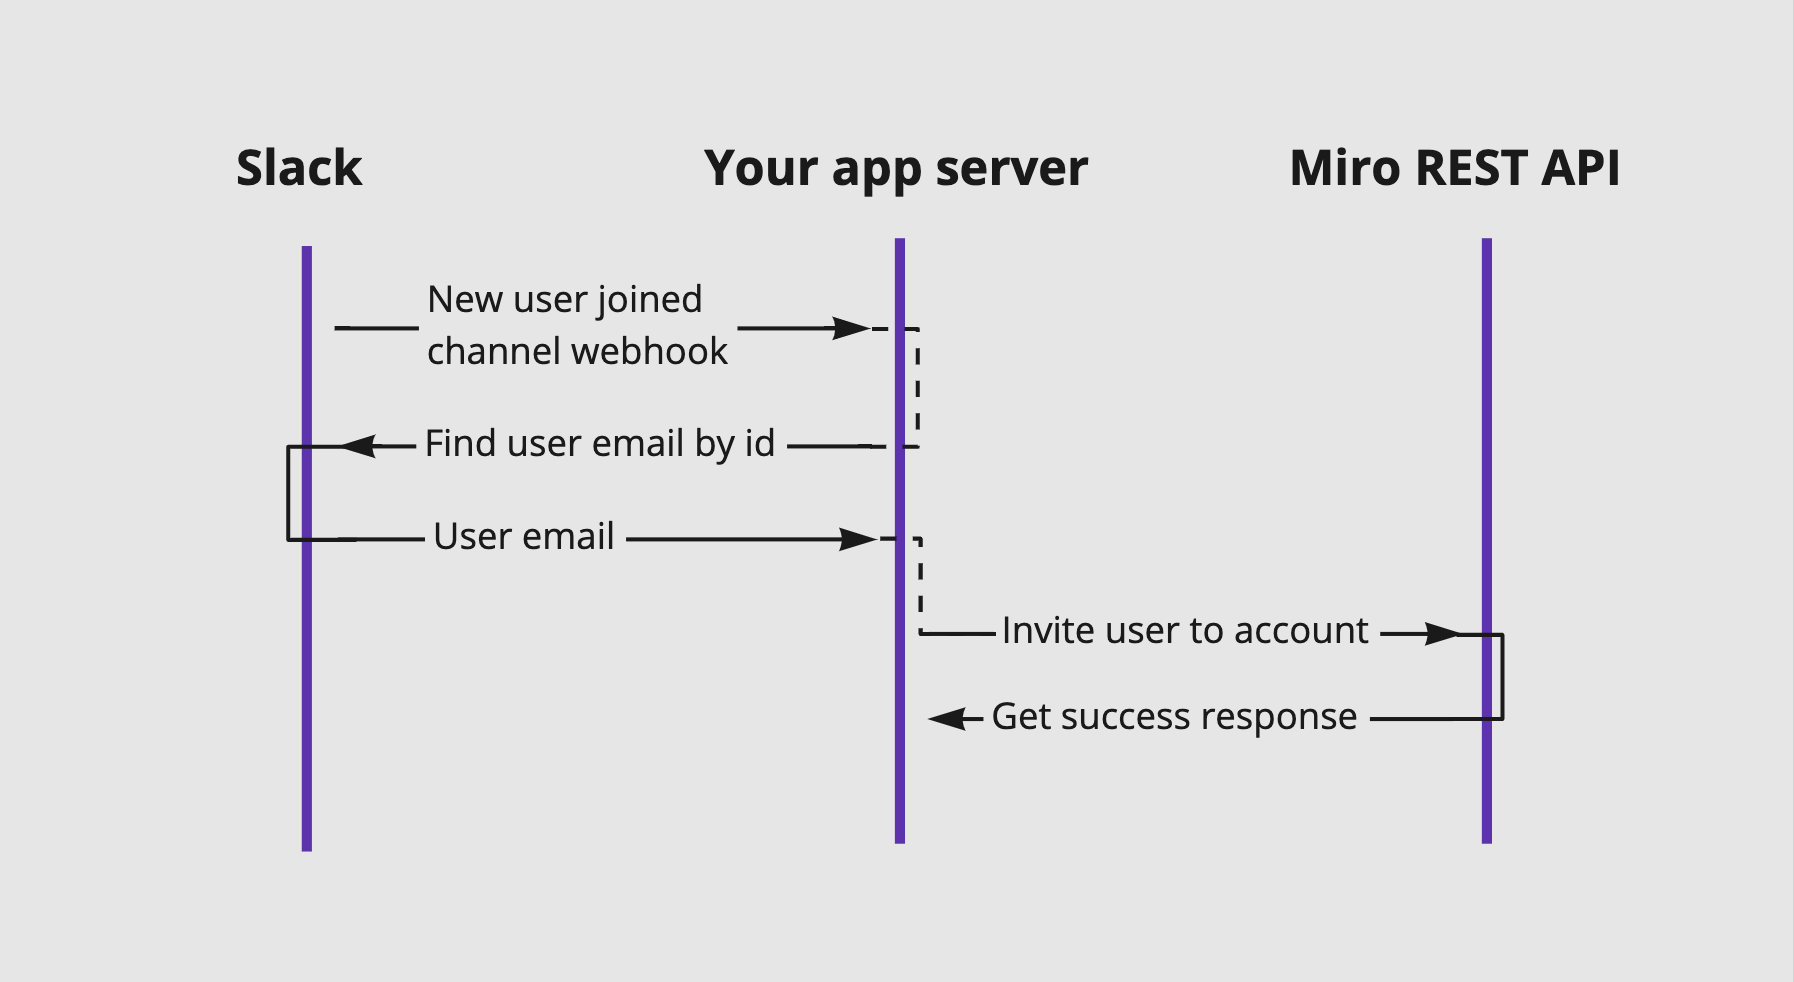 Slack
Your app server
Miro REST API
New user joined
channel webhook
Find user email by id
User email
Invite user to account
Get success response